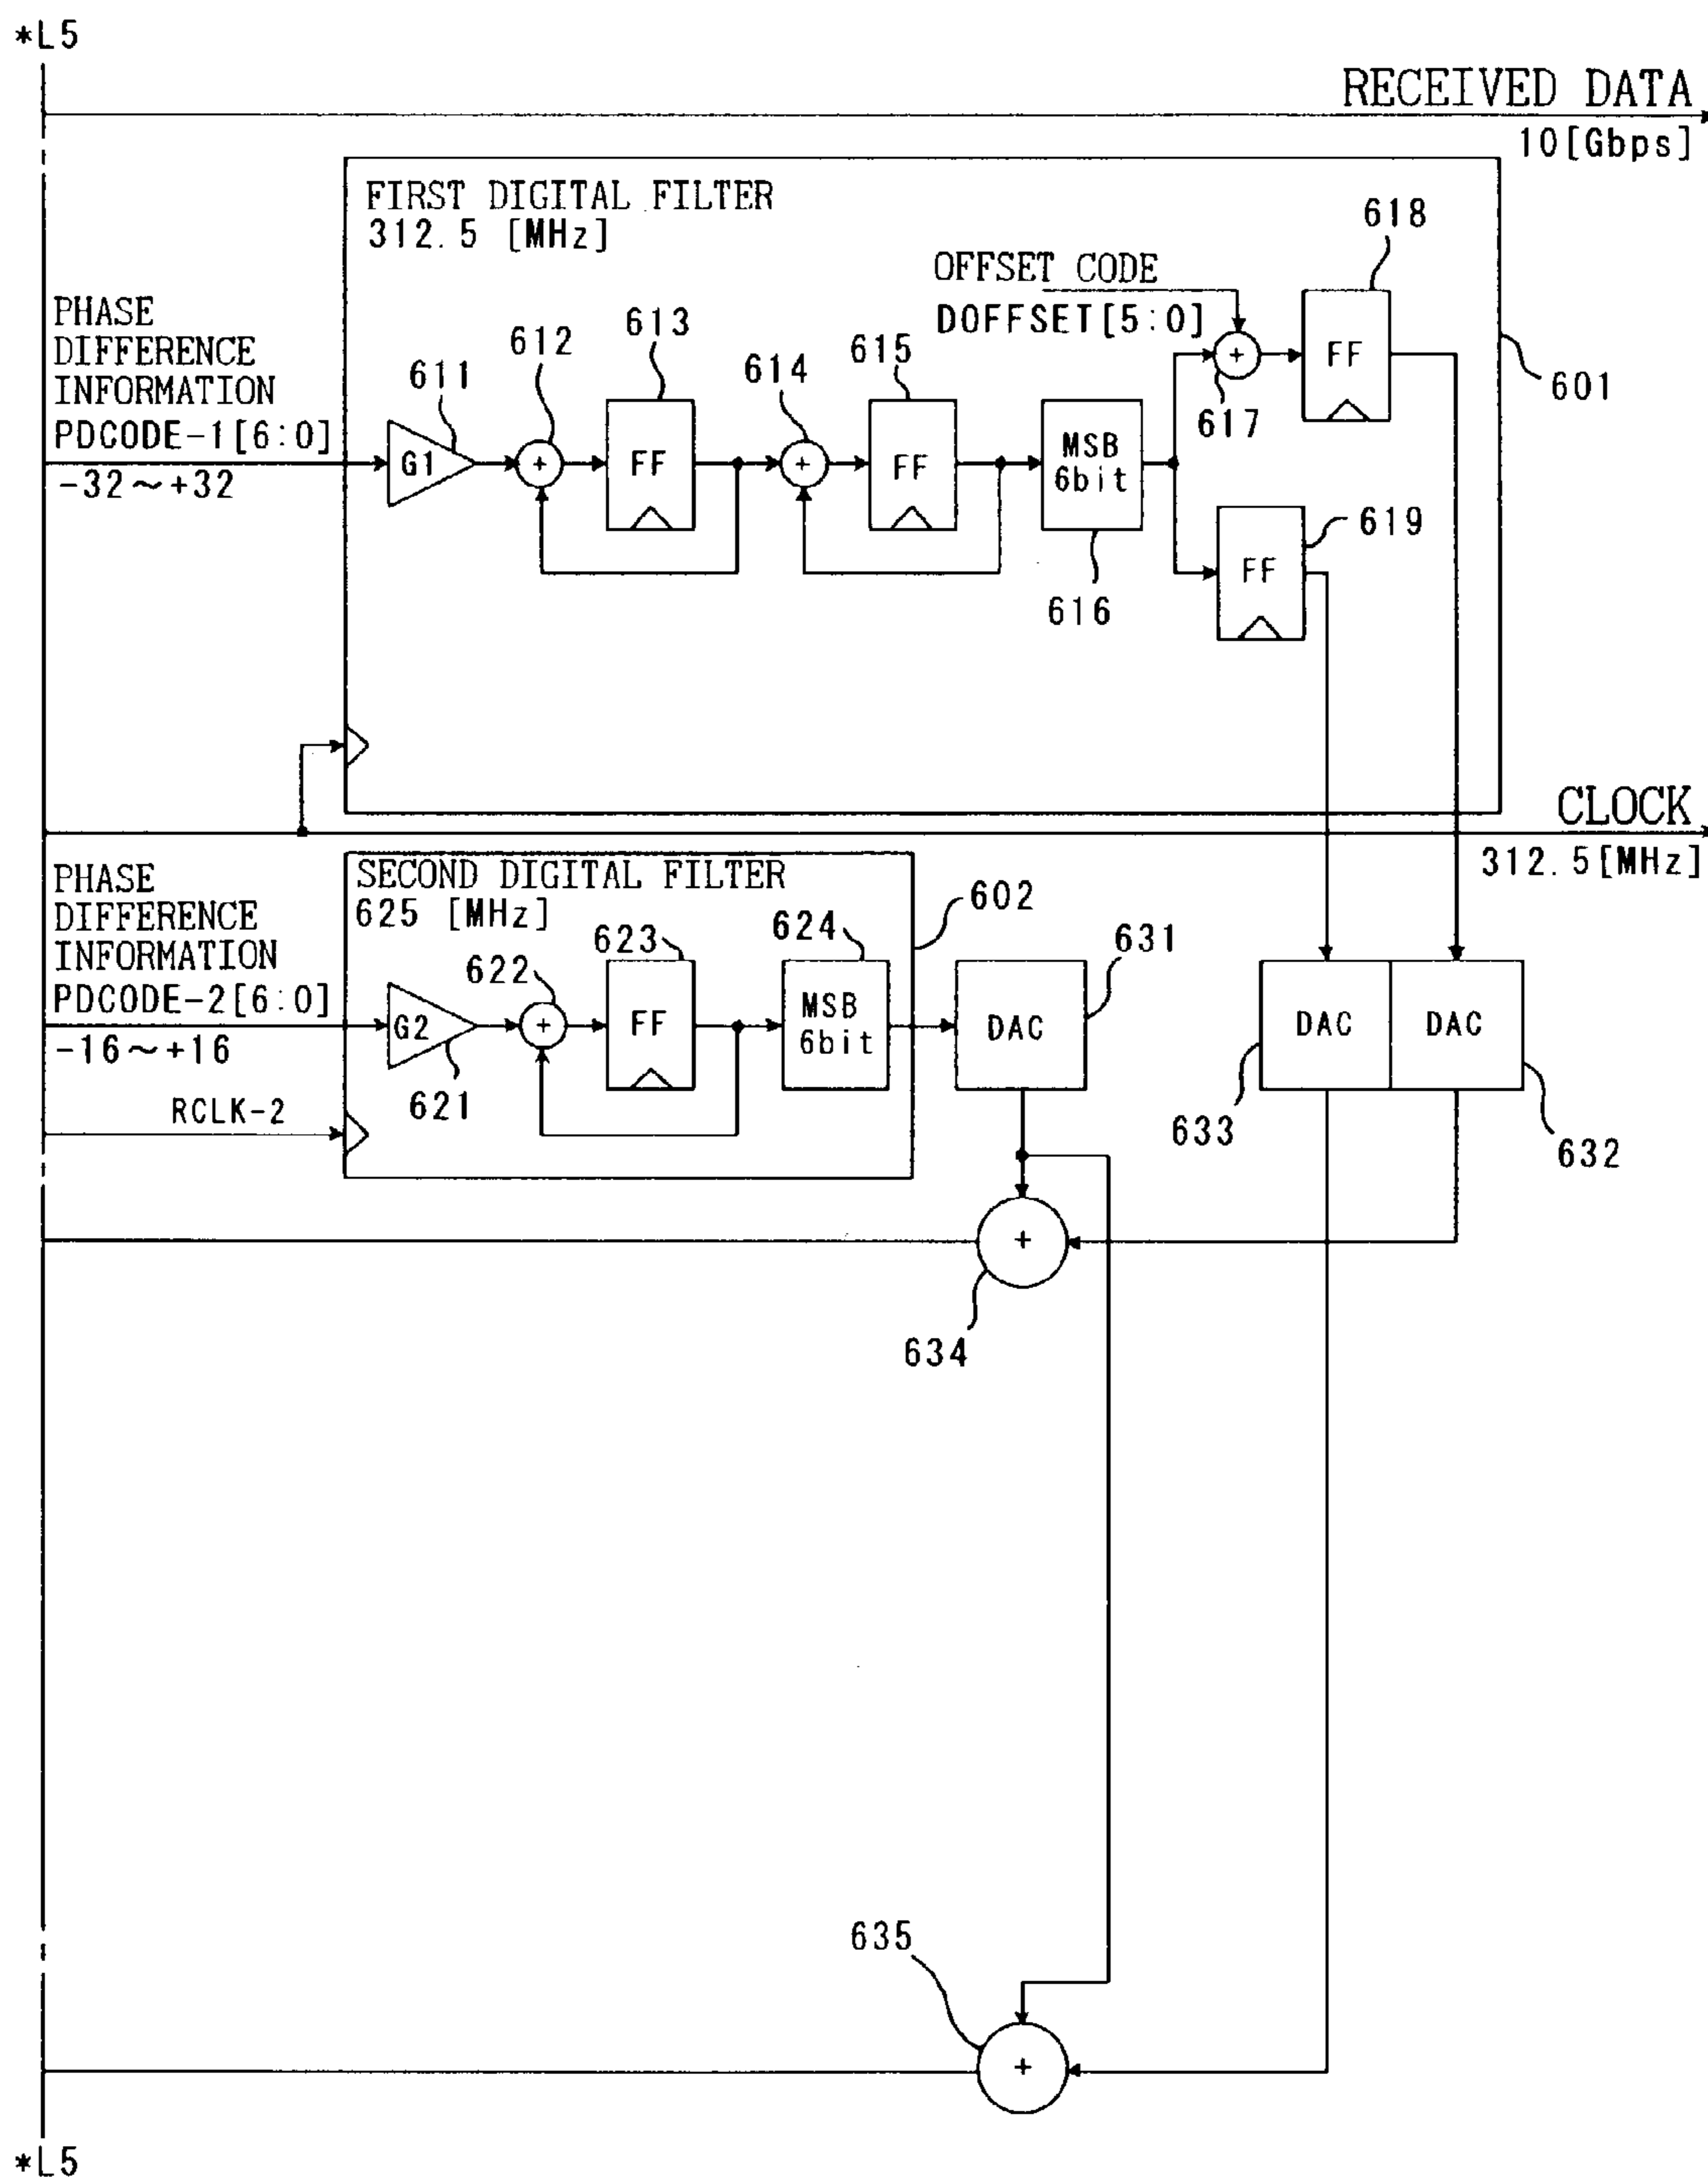 *L5
RECEIVED DATA
10[Gbps]
FIRST DIGITAL FILTER
312.5 [MHz]
618
OFFSET CODE
DOFFSET[5:0]
PHASE
DIFFERENCE
INFORMATION
PDCODE-1[6:0]
-32~+32
611
612
613
614
615
617
601
G1
+
FF
+
FF
MSB
6bit
+
FF
616
FF
619
CLOCK
312.5[MHz]
SECOND DIGITAL FILTER
625 [MHz]
602
PHASE
DIFFERENCE
INFORMATION
PDCODE-2[6:0]
-16~+16
RCLK-2
622
623
624
631
G2
+
FF
MSB
6bit
DAC
DAC
DAC
621
633
632
+
634
635
+
*L5